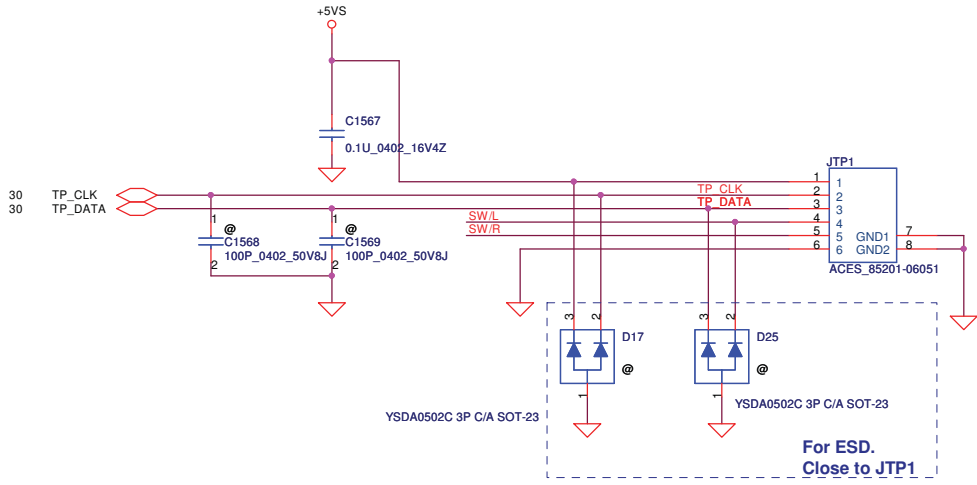 +5VS
C1567
0.1U_0402_16V4Z
JTP1
30 TP_CLK
30 TP_DATA
TP_CLK
TP_DATA
SW/L
SW/R
1 1
2 2
3 3
4 4
5 5
6 6
GND1 7
GND2 8
ACES_85201-06051
1
@
C1568
100P_0402_50V8J
2
1
@
C1569
100P_0402_50V8J
2
3 2
D17
@
1
YSDA0502C 3P C/A SOT-23
3 2
D25
@
1
YSDA0502C 3P C/A SOT-23
For ESD.
Close to JTP1